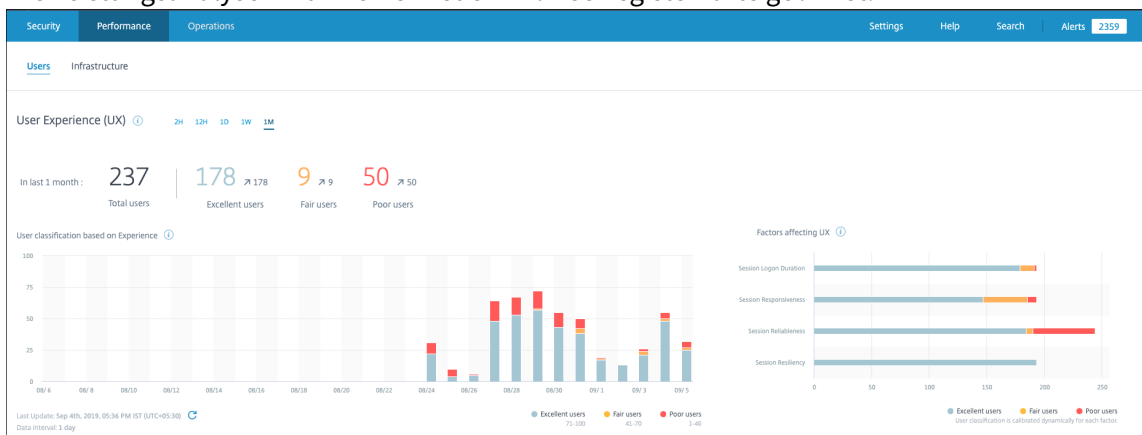 Security Performance Operations Settings Help Search Alerts 2359
Users Infrastructure
User Experience (UX) 2H 12H 1D 1W 1M
In last 1 month : 237 178 178 9 9 50 50
Total users Excellent users Fair users Poor users
User classification based on Experience
100
75
50
25
0
08/ 6 08/ 8 08/10 08/12 08/14 08/16 08/18 08/20 08/22 08/24 08/26 08/28 08/30 09/ 1 09/ 3 09/ 5
Last Update: Sep 4th, 2019, 05:36 PM IST (UTC+05:30)
Data interval: 1 day
Excellent users Fair users Poor users
71-100 41-70 1-40
Factors affecting UX
Session Logon Duration
Session Responsiveness
Session Reliableness
Session Resiliency
0 50 100 150 200 250
Excellent users Fair users Poor users
User classification is calibrated dynamically for each factor.